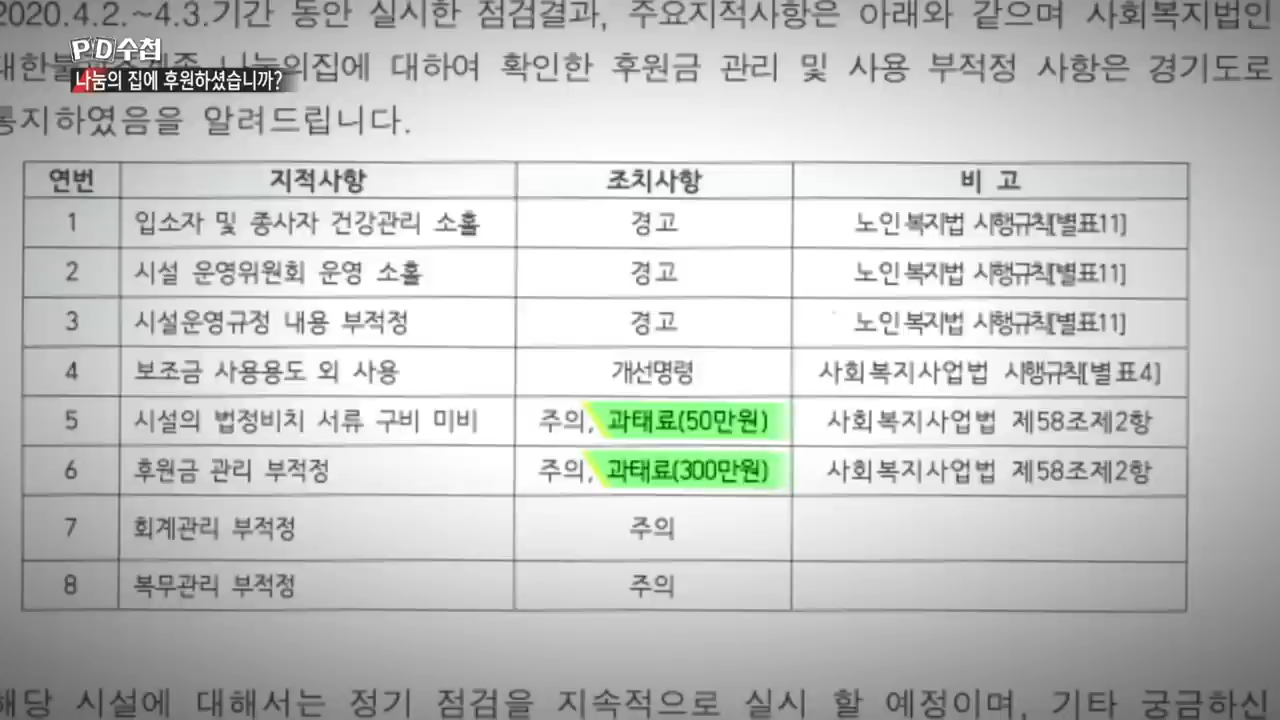 2020.4.2.~4.3.기간 동안 실시한 점검결과, 주요지적사항은 아래와 같으며 사회복지법인
PD수첩
나눔의집에 대하여 확인한 후원금 관리 및 사용 부적정 사항은 경기도로
나눔의 집에 후원하셨습니까?
통지하였음을 알려드립니다.
연번 지적사항 조치사항 비 고
1 입소자 및 종사자 건강관리 소홀 경고 노인복지법 시행규칙[별표11]
2 시설 운영위원회 운영 소홀 경고 노인복지법 시행규칙[별표11]
3 시설운영규정 내용 부적정 경고 노인복지법 시행규칙[별표11]
4 보조금 사용용도 외 사용 개선명령 사회복지사업법 시행규칙[별표4]
5 시설의 법정비치 서류 구비 미비 주의, 과태료(50만원) 사회복지사업법 제58조제2항
6 후원금 관리 부적정 주의, 과태료(300만원) 사회복지사업법 제58조제2항
7 회계관리 부적정 주의
8 복무관리 부적정 주의
해당 시설에 대해서는 정기 점검을 지속적으로 실시 할 예정이며, 기타 궁금하신